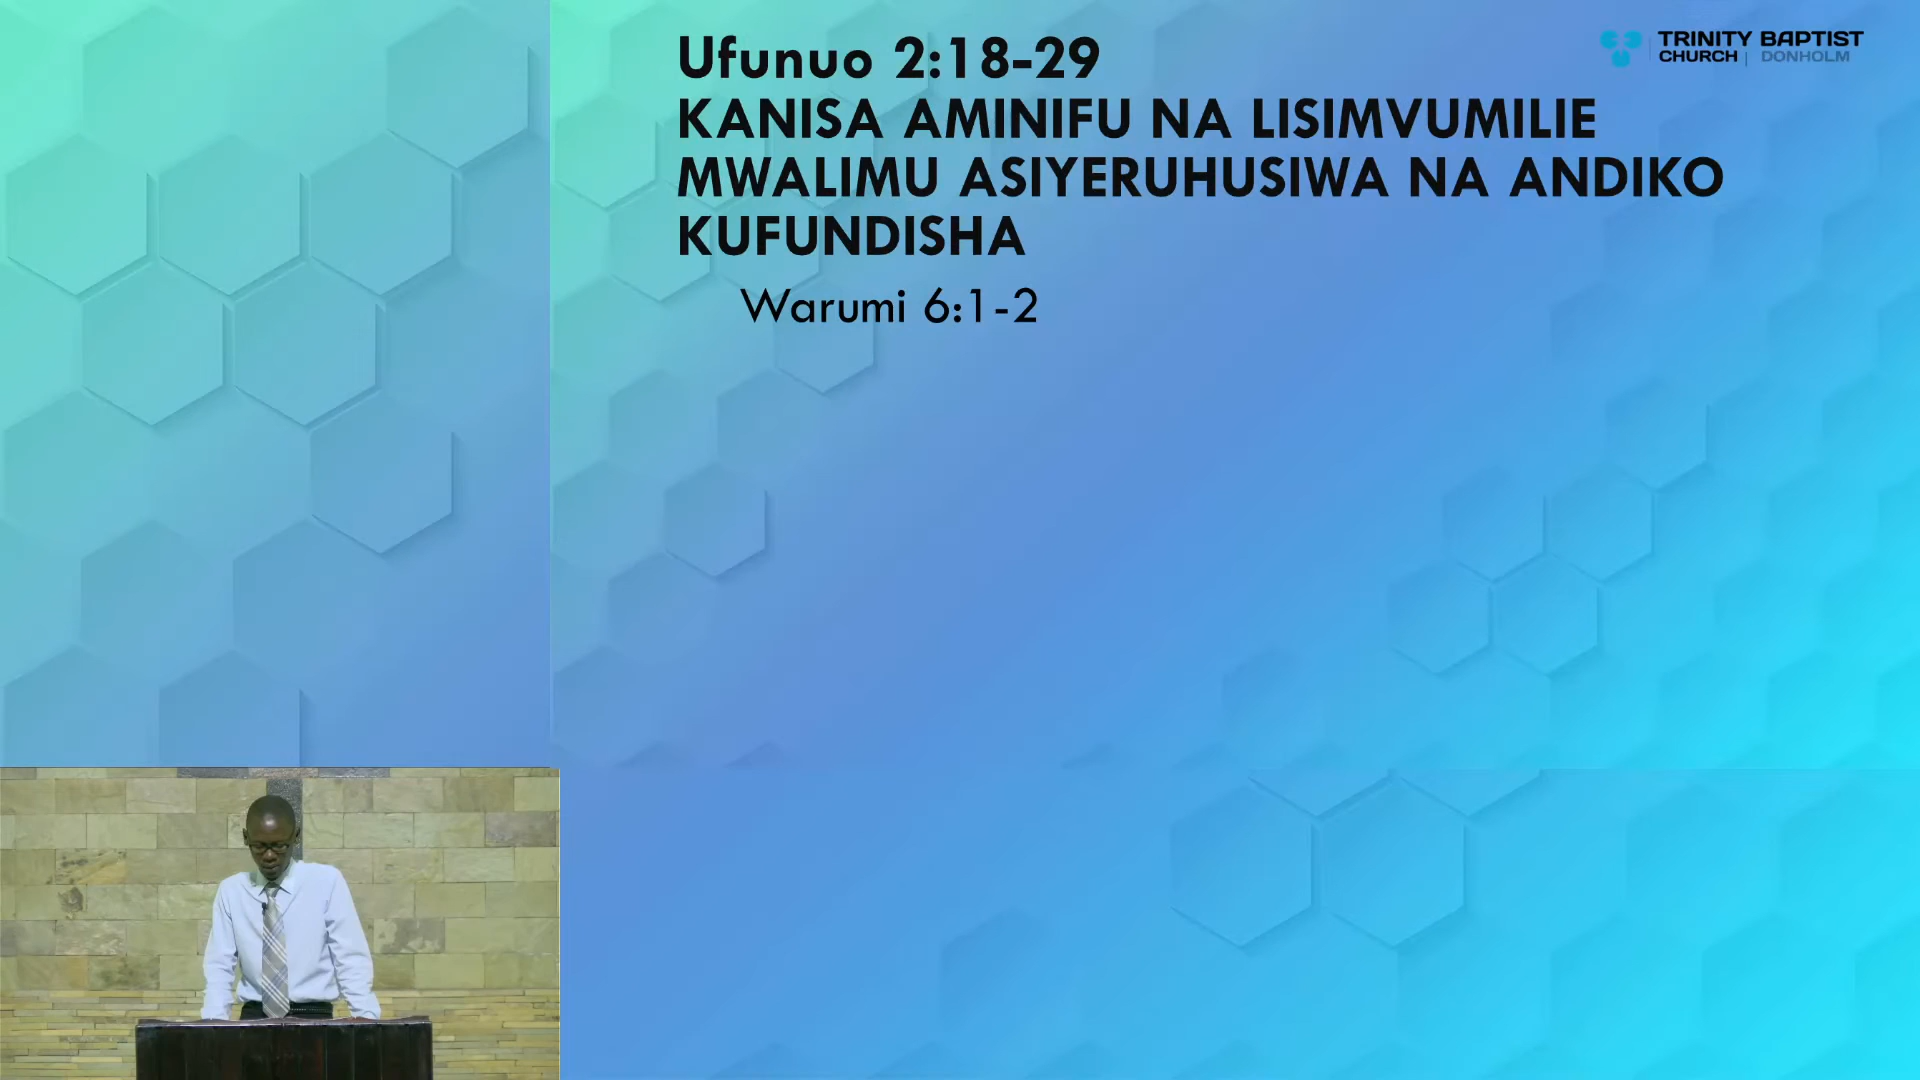 Ufunuo 2:18-29
KANISA AMINIFU NA LISIMVUMILIE
MWALIMU ASIYERUHUSIWA NA ANDIKO
KUFUNDISHA
Warumi 6:1-2
TRINITY BAPTIST
CHURCH | DONHOLM